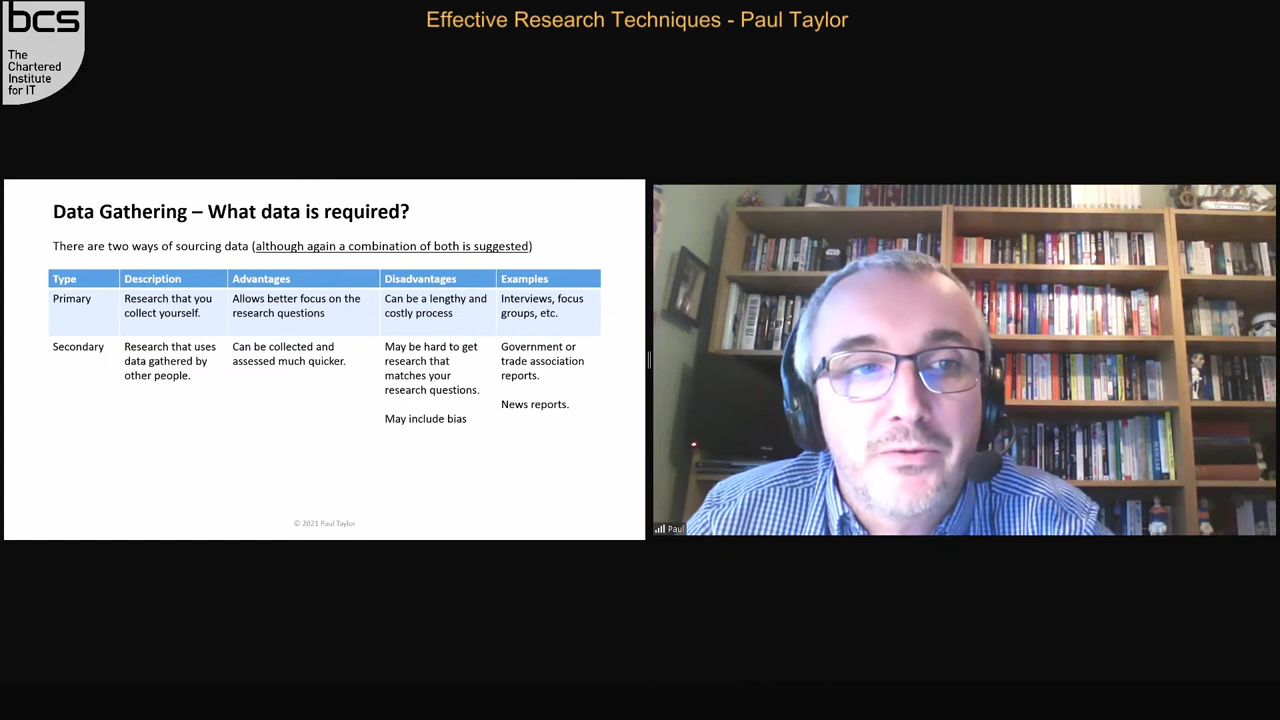 bcs
The
Chartered
Institute
for IT
Effective Research Techniques - Paul Taylor
Data Gathering – What data is required?
There are two ways of sourcing data (although again a combination of both is suggested)
Type Description Advantages Disadvantages Examples
Primary
Research that you
collect yourself.
Allows better focus on the
research questions
Can be a lengthy and
costly process
Interviews, focus
groups, etc.
Secondary
Research that uses
data gathered by
other people.
Can be collected and
assessed much quicker.
May be hard to get
research that
matches your
research questions.
May include bias
Government or
trade association
reports.
News reports.
© 2021 Paul Taylor
Paul